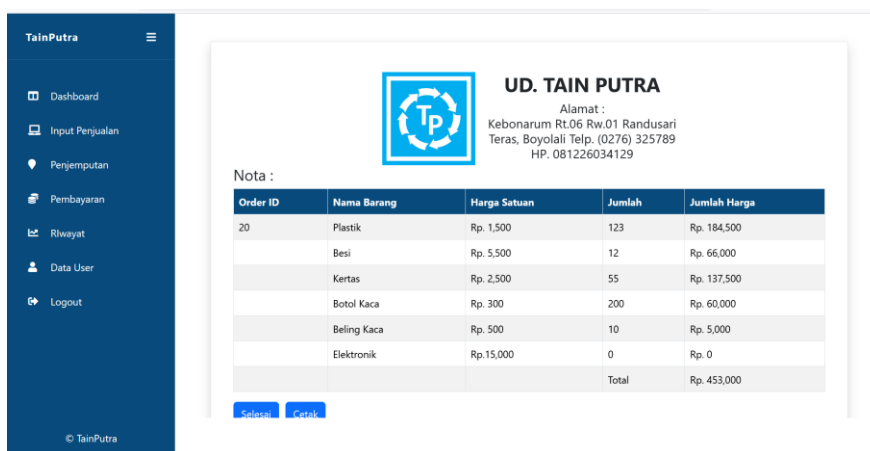 TainPutra
Dashboard
Input Penjualan
Penjemputan
Pembayaran
RIwayat
Data User
Logout
© TainPutra
TP
UD. TAIN PUTRA
Alamat :
Kebonarum Rt.06 Rw.01 Randusari
Teras, Boyolali Telp. (0276) 325789
HP. 081226034129
Nota :
Order ID Nama Barang Harga Satuan Jumlah Jumlah Harga
20 Plastik Rp. 1,500 123 Rp. 184,500
Besi Rp. 5,500 12 Rp. 66,000
Kertas Rp. 2,500 55 Rp. 137,500
Botol Kaca Rp. 300 200 Rp. 60,000
Beling Kaca Rp. 500 10 Rp. 5,000
Elektronik Rp.15,000 0 Rp. 0
Total Rp. 453,000
Selesai Cetak